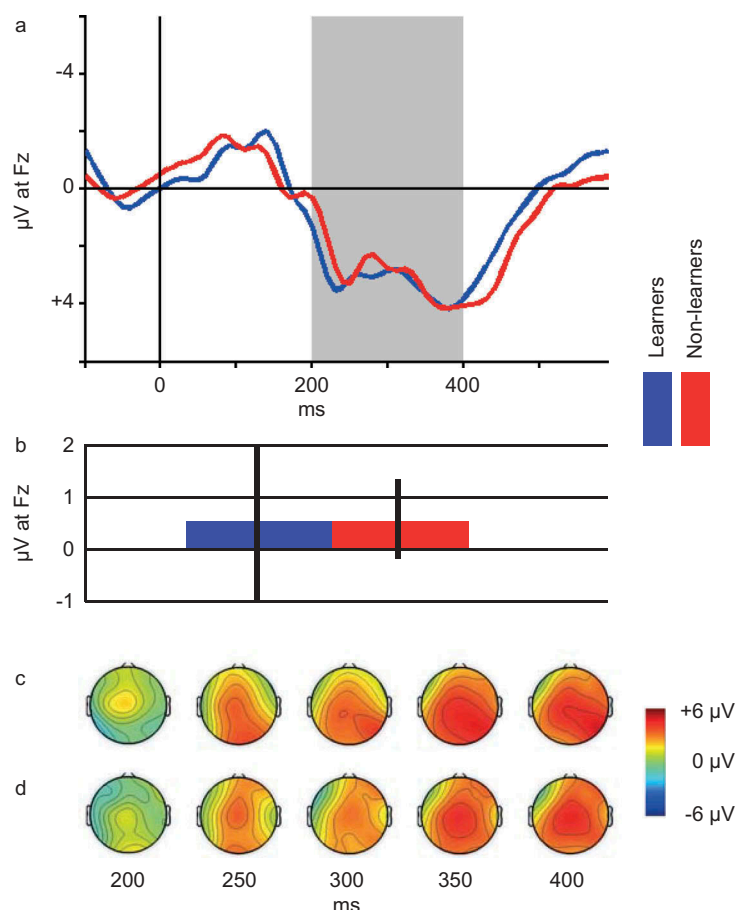 a
-4
0
+4
µV at Fz
0
200
400
ms
Learners
Non-learners
b
2
1
0
-1
µV at Fz
c
d
200
250
300
350
400
ms
+6 µV
0 µV
-6 µV